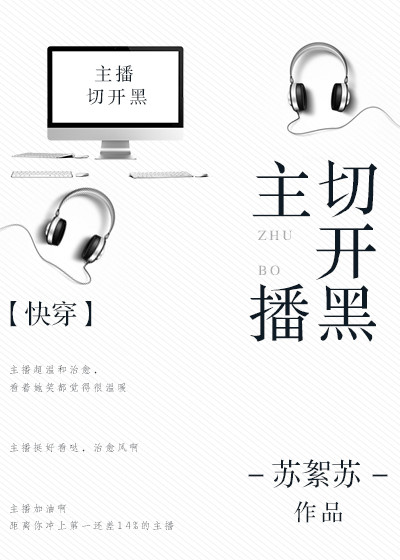 主播
切开黑
【快穿】
主播超温和治愈，
看着她笑都觉得很温暖
主播挺好看哒，治愈风啊
主播加油啊
距离你冲上第一还差14%的主播
主播
ZHU
BO
切开黑
－苏絮苏－
作品